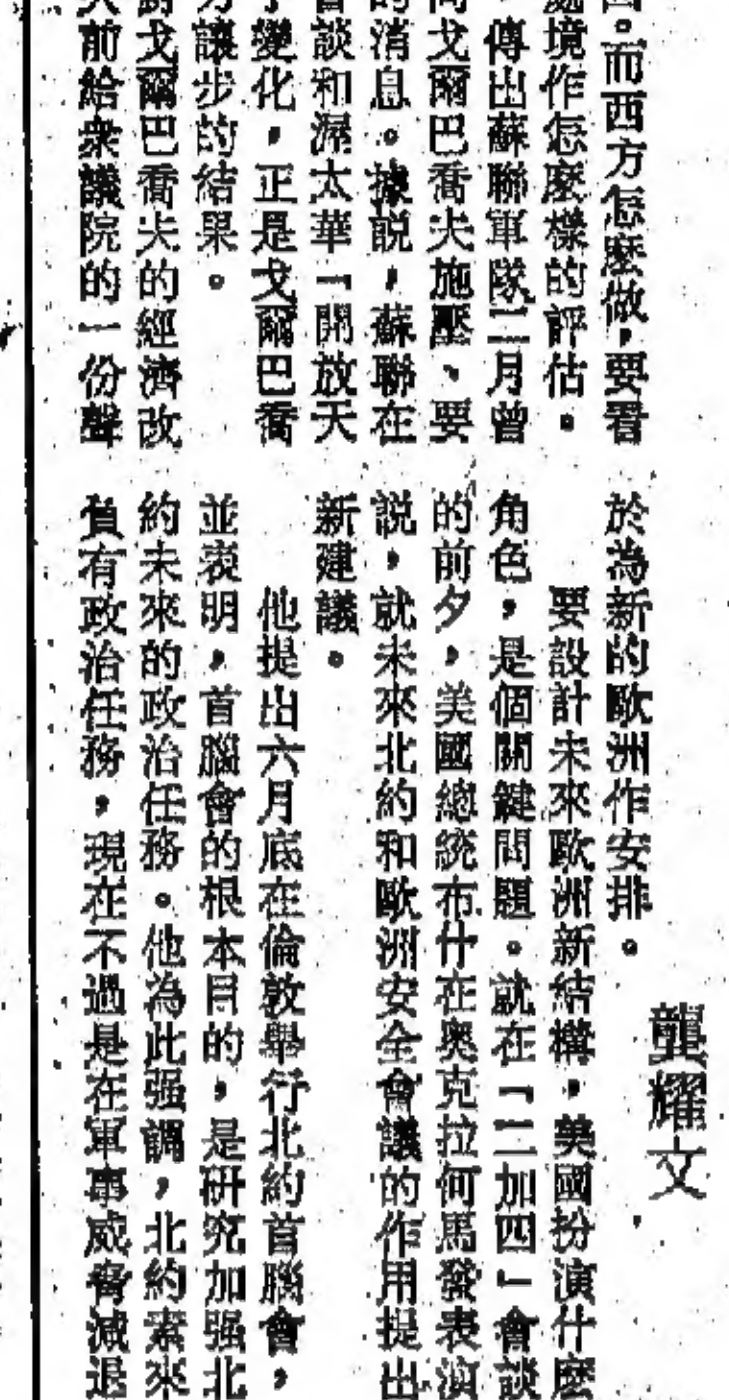 而西方怎麼做，要看
處境作怎麼樣的評估。
傳出蘇聯軍隊三月曾
向戈爾巴喬夫施壓、要
的消息。據說，蘇聯在
會談和渥太華「開放天
了變化，正是戈爾巴喬
方讓步的結果。
對戈爾巴喬夫的經濟改
天前給衆議院的一份聲
龔耀文
於為新的歐洲作安排。
要設計未來歐洲新結構，美國扮演什麼
角色，是個關鍵問題。就在「二加四」會談
的前夕，美國總統布什在奧克拉何馬發表演
說，就未來北約和歐洲安全會議的作用提出
新建議。
他提出六月底在倫敦舉行北約首腦會，
並表明，首腦會的根本目的，是研究加强北
約未來的政治任務。他為此强調，北約素來
負有政治任務，現在不過是在軍事威脅減退